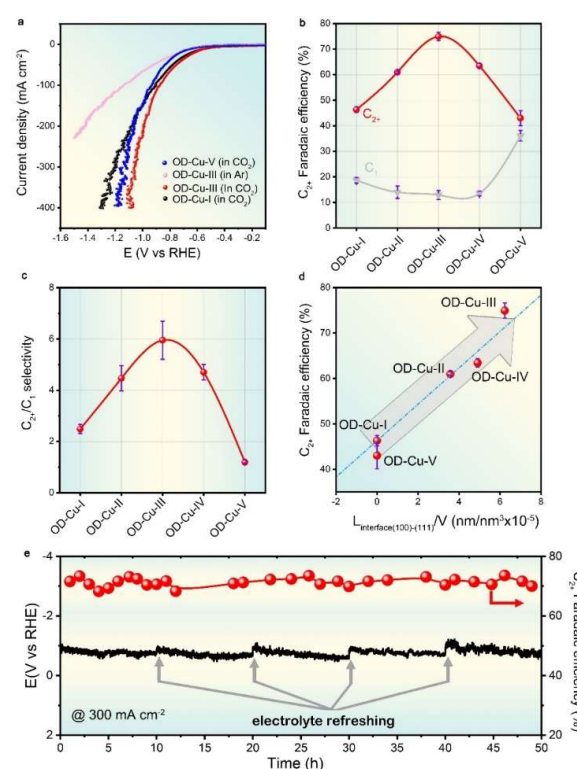 a
Current density (mA cm-2)
0
-100
-200
-300
-400
OD-Cu-V (in CO2)
OD-Cu-III (in Ar)
OD-Cu-III (In CO2)
OD-Cu-I (in CO2)
-1.6 -1.4 -1.2 -1.0 -0.8 -0.6 -0.4 -0.2
E (V vs RHE)
b
C2+ Faradaic efficiency (%)
80
70
60
50
40
30
20
10
0
C2+
C1
OD-Cu-I OD-Cu-II OD-Cu-III OD-Cu-IV OD-Cu-V
c
C2+/C1 selectivity
8
6
4
2
0
OD-Cu-I OD-Cu-II OD-Cu-III OD-Cu-IV OD-Cu-V
d
C2+ Faradaic efficiency (%)
80
70
60
50
40
OD-Cu-III
OD-Cu-II
OD-Cu-IV
OD-Cu-I
OD-Cu-V
-2 0 2 4 6 8
Linterface(100)-(111)/V (nm/nm3x10-5)
e
E(V vs RHE)
-4
-2
0
2
@ 300 mA cm-2
electrolyte refreshing
80
60
40
20
C2+ Faradaic efficiency (%)
0 5 10 15 20 25 30 35 40 45 50
Time (h)